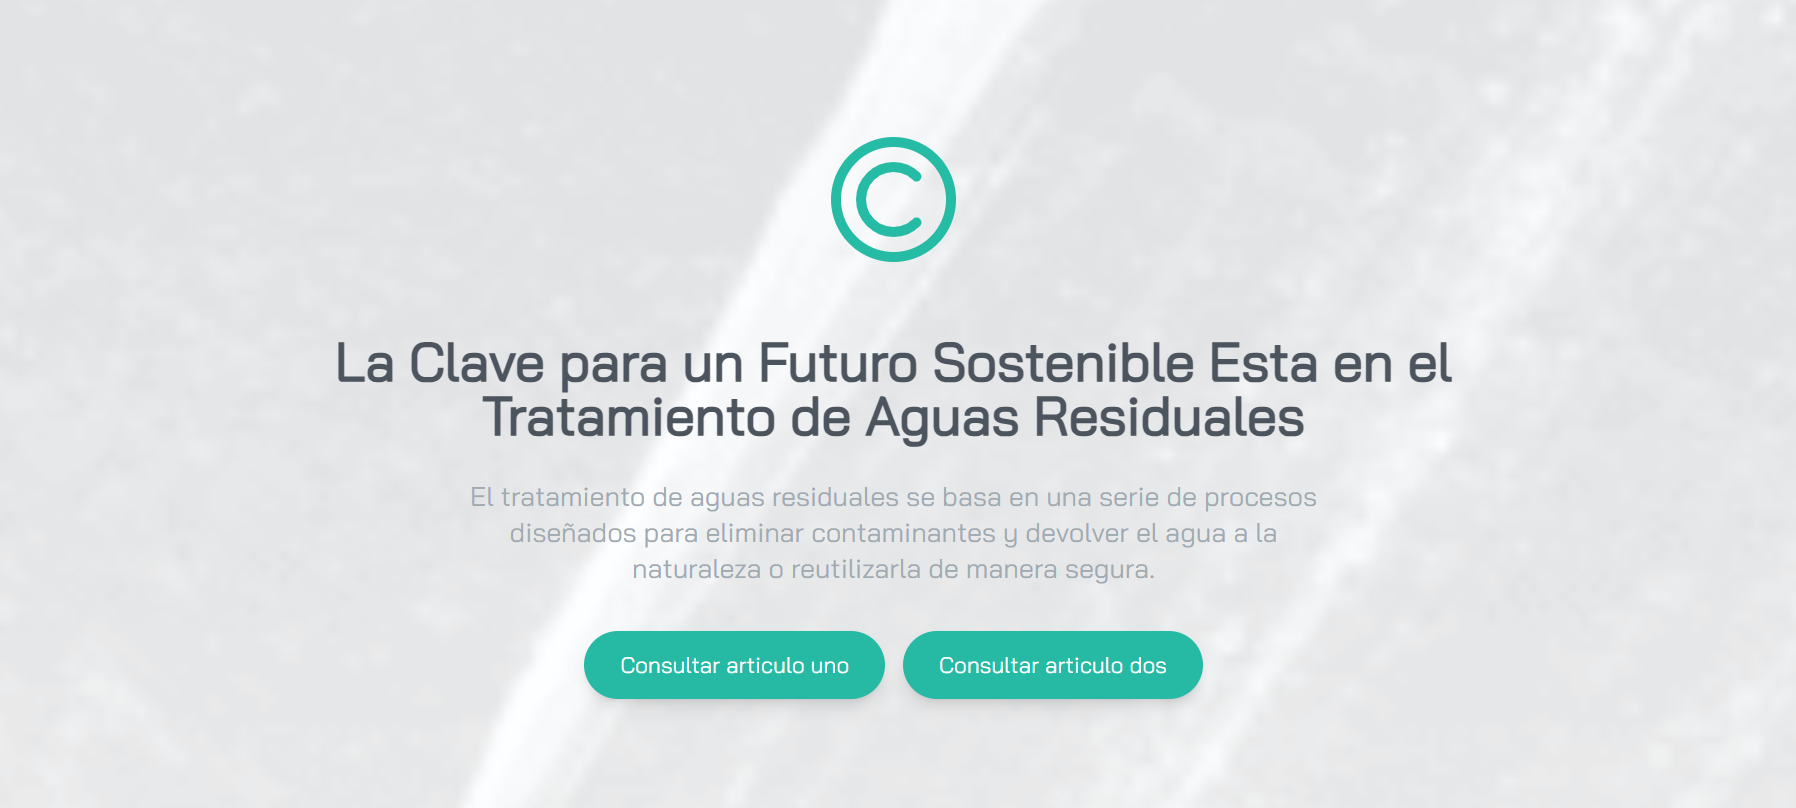 ©
La Clave para un Futuro Sostenible Esta en el
Tratamiento de Aguas Residuales
El tratamiento de aguas residuales se basa en una serie de procesos
diseñados para eliminar contaminantes y devolver el agua a la
naturaleza o reutilizarla de manera segura.
Consultar articulo uno
Consultar articulo dos